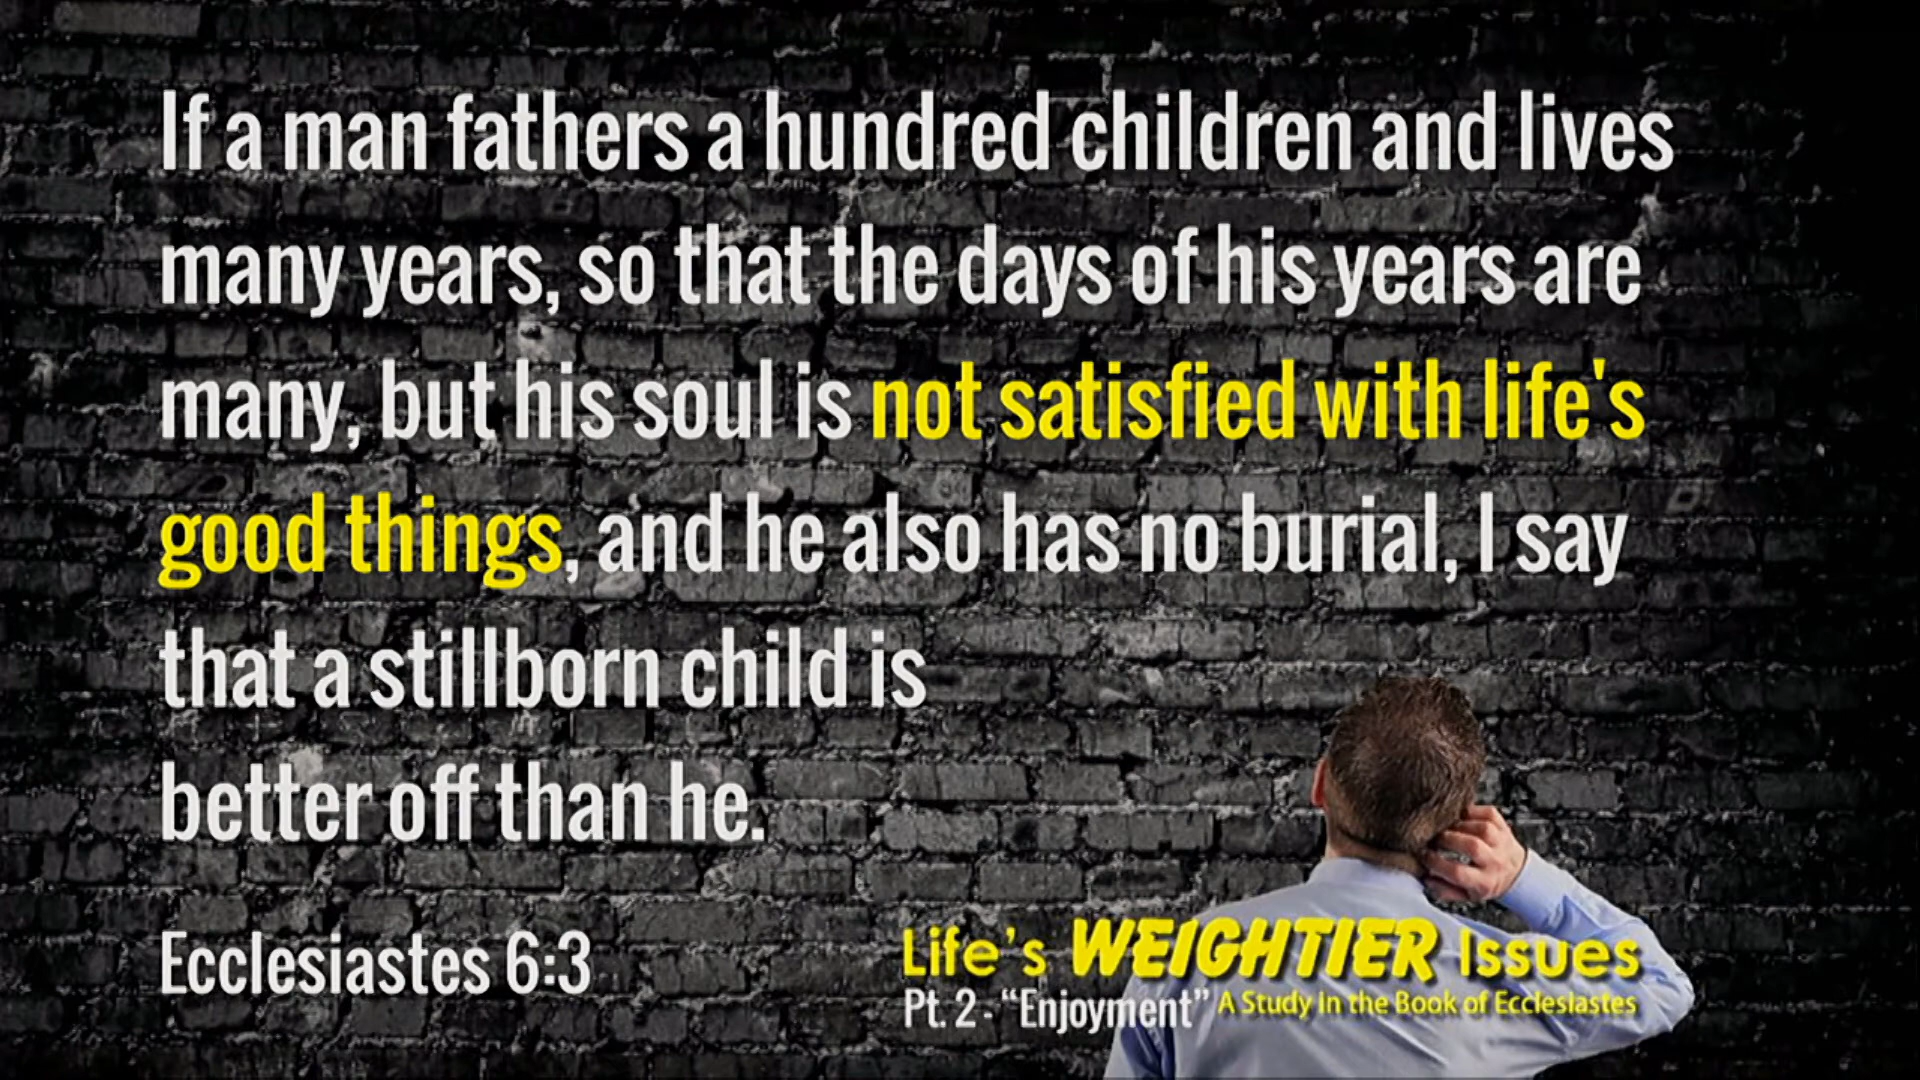 If a man fathers a hundred children and lives
many years, so that the days of his years are
many, but his soul is not satisfied with life's
good things, and he also has no burial, I say
that a stillborn child is
better off than he.
Ecclesiastes 6:3
Life's WEIGHTIER Issues
Pt. 2 - “Enjoyment” A Study in the Book of Ecclesiastes